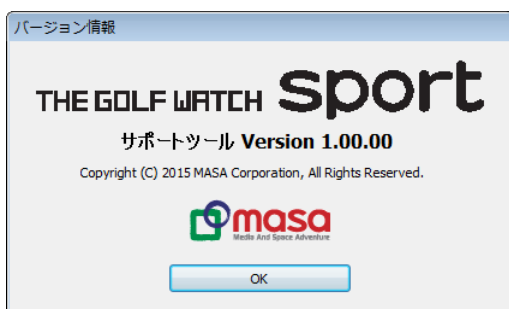 バージョン情報
THE GOLF WATCH sport
サポートツール Version 1.00.00
Copyright (C) 2015 MASA Corporation, All Rights Reserved.
masa
Media And Space Adventure
OK